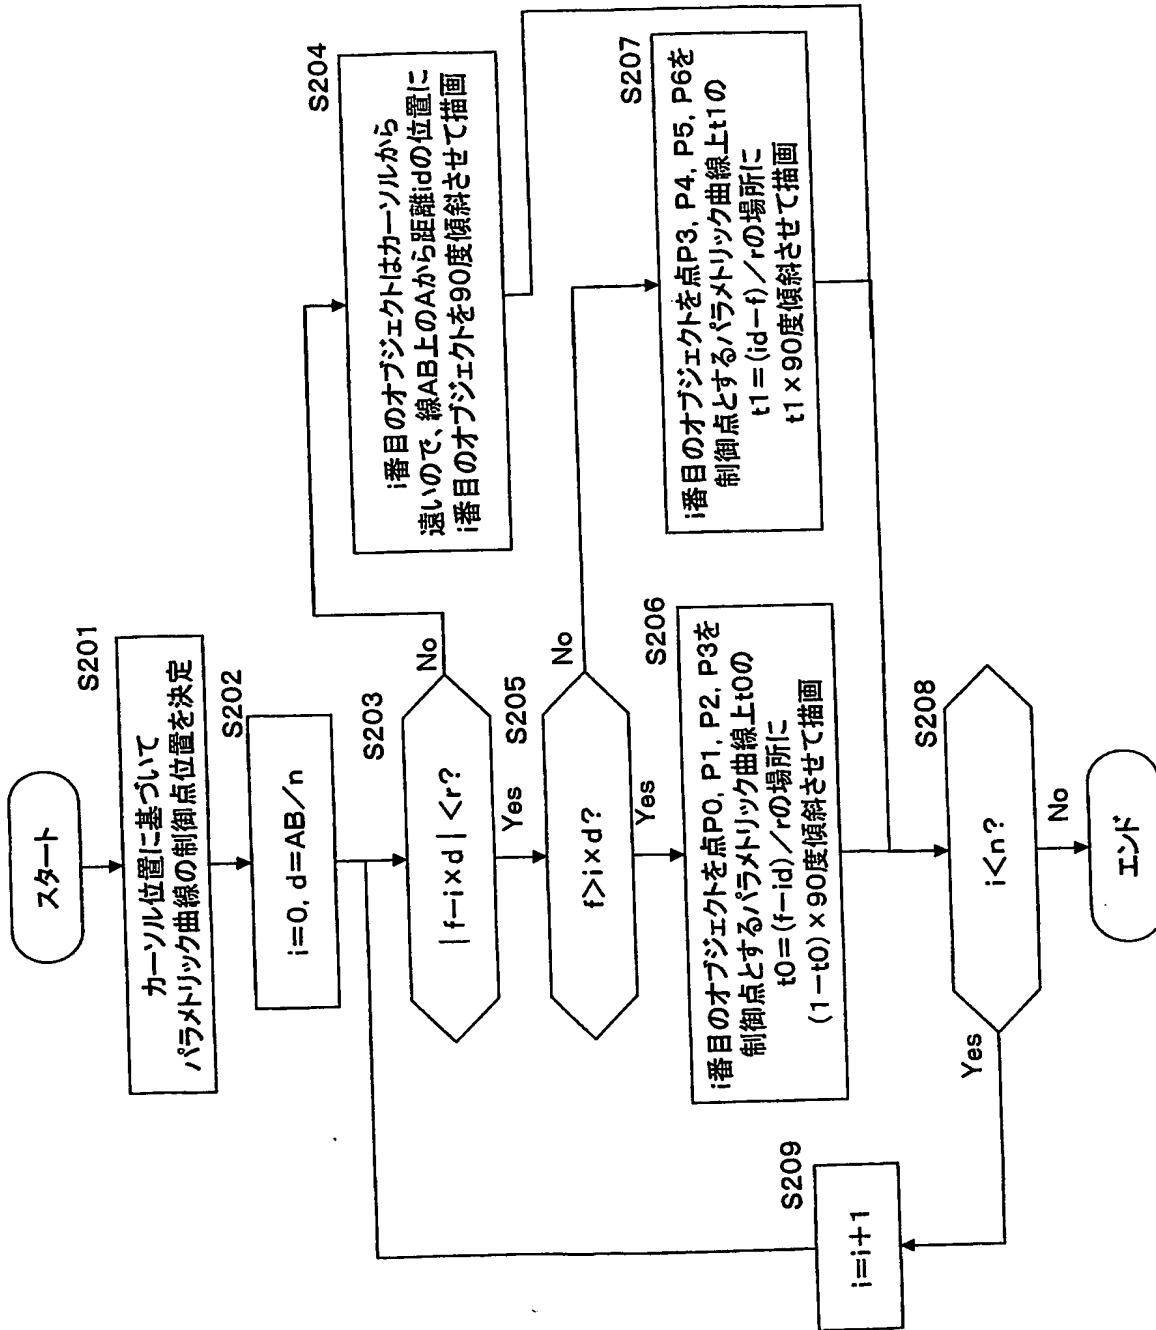 スタート
S201
カーソル位置に基づいて
パラメトリック曲線の制御点位置を決定
S202
i=0, d=AB/n
S203
|f-i×d|<r?
No
Yes
S204
i番目のオブジェクトはカーソルから
遠いので、線AB上のAから距離idの位置に
i番目のオブジェクトを90度傾斜させて描画
S205
f>i×d?
No
Yes
S206
i番目のオブジェクトを点P0, P1, P2, P3を
制御点とするパラメトリック曲線上t0の
t0=(f-id)/rの場所に
(1-t0)×90度傾斜させて描画
S207
i番目のオブジェクトを点P3, P4, P5, P6を
制御点とするパラメトリック曲線上t1の
t1=(id-f)/rの場所に
t1×90度傾斜させて描画
S208
i<n?
Yes
No
S209
i=i+1
エンド